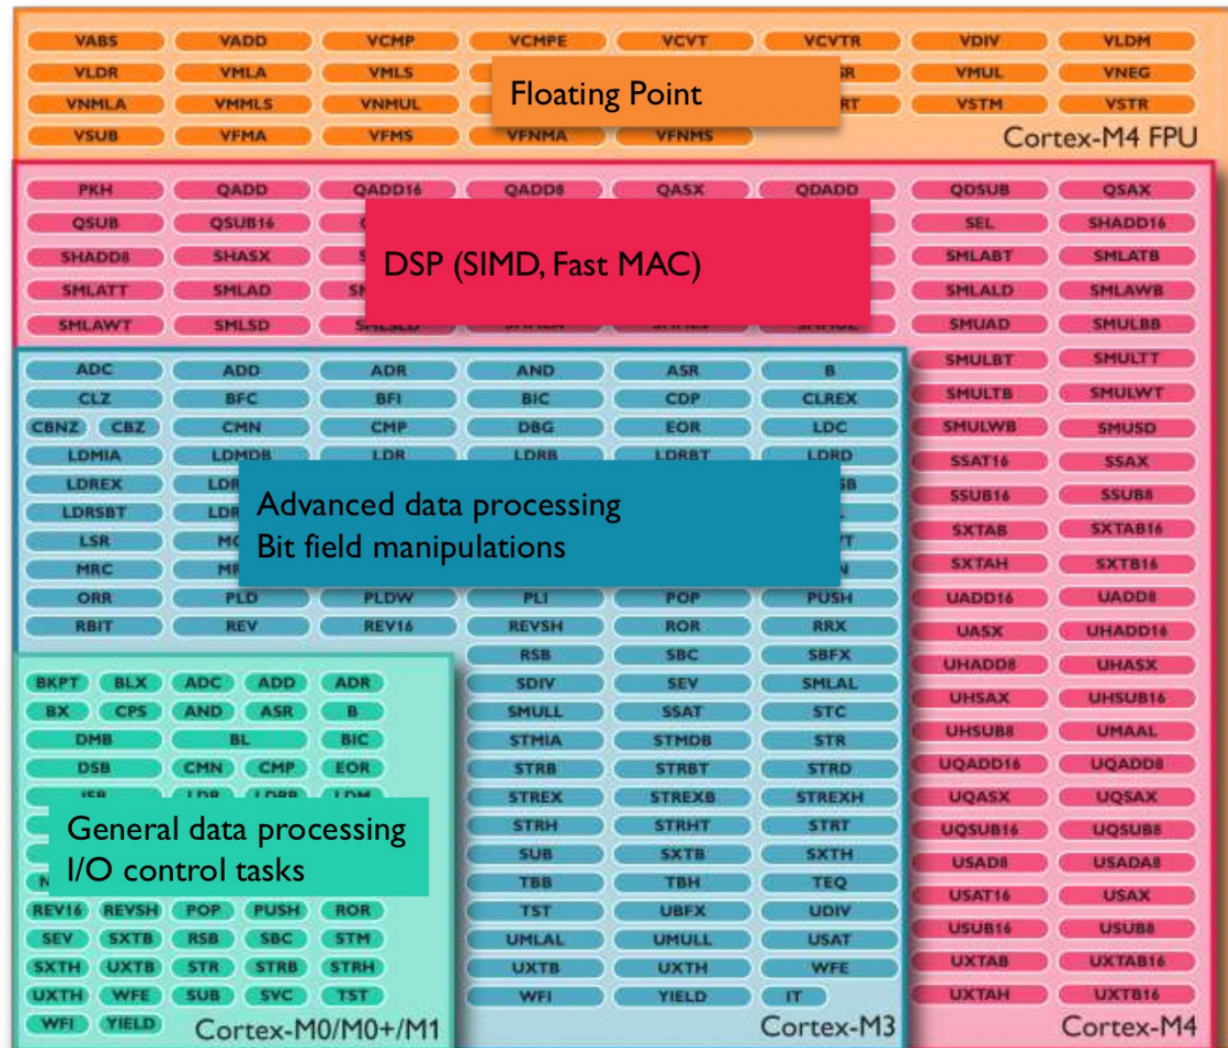 VABS VADD VCMP VCMPE VCVT VCVTR VDIV VLDM
VLDR VMLA VMLS VMUL VNEG
Floating Point
VNMLA VMMLS VNMUL VSTM VSTR
VSUB VFMA VFMS VFNMA VFNMS
Cortex-M4 FPU
PKH QADD QADD16 QADD8 QASX QDADD QDSUB QSAX
QSUB QSUB16 SEL SHADD16
SHADD8 SHASX SMLABT SMLATB
DSP (SIMD, Fast MAC)
SMLATT SMLAD SMLALD SMLAWB
SMLAWT SMLSD SMUAD SMULBB
ADC ADD ADR AND ASR B SMULBT SMULTT
CLZ BFC BFI BIC CDP CLREX SMULTB SMULWT
CBNZ CBZ CMN CMP DBG EOR LDC SMULWB SMUSD
LDMIA LDMDB LDR LDRB LDRBT LDRD SSAT16 SSAX
LDREX SSUB16 SSUB8
Advanced data processing
LDRSBT SXTAB SXTAB16
Bit field manipulations
LSR SXTAH SXTB16
MRC
ORR PLD PLDW PLI POP PUSH UADD16 UADD8
RBIT REV REV16 REVSH ROR RRX UASX UHADD16
RSB SBC SBFX UHADD8 UHASX
BKPT BLX ADC ADD ADR SDIV SEV SMLAL UHSAX UHSUB16
BX CPS AND ASR B SMULL SSAT STC UHSUB8 UMAAL
DMB BL BIC STMIA STMDB STR
DSB CMN CMP EOR STRB STRBT STRD UQADD16 UQADD8
ISB LDR LDRB LDM STREX STREXB STREXH UQASX UQSAX
General data processing
STRH STRHT STRT UQSUB16 UQSUB8
I/O control tasks
SUB SXTB SXTH USAD8 USADA8
TBB TBH TEQ USAT16 USAX
REV16 REVSH POP PUSH ROR TST UBFX UDIV USUB16 USUB8
SEV SXTB RSB SBC STM UMLAL UMULL USAT UXTAB UXTAB16
SXTH UXTB STR STRB STRH UXTB UXTH WFE
UXTH WFE SUB SVC TST WFI YIELD IT UXTAH UXTB16
WFI YIELD
Cortex-M0/M0+/M1 Cortex-M3 Cortex-M4